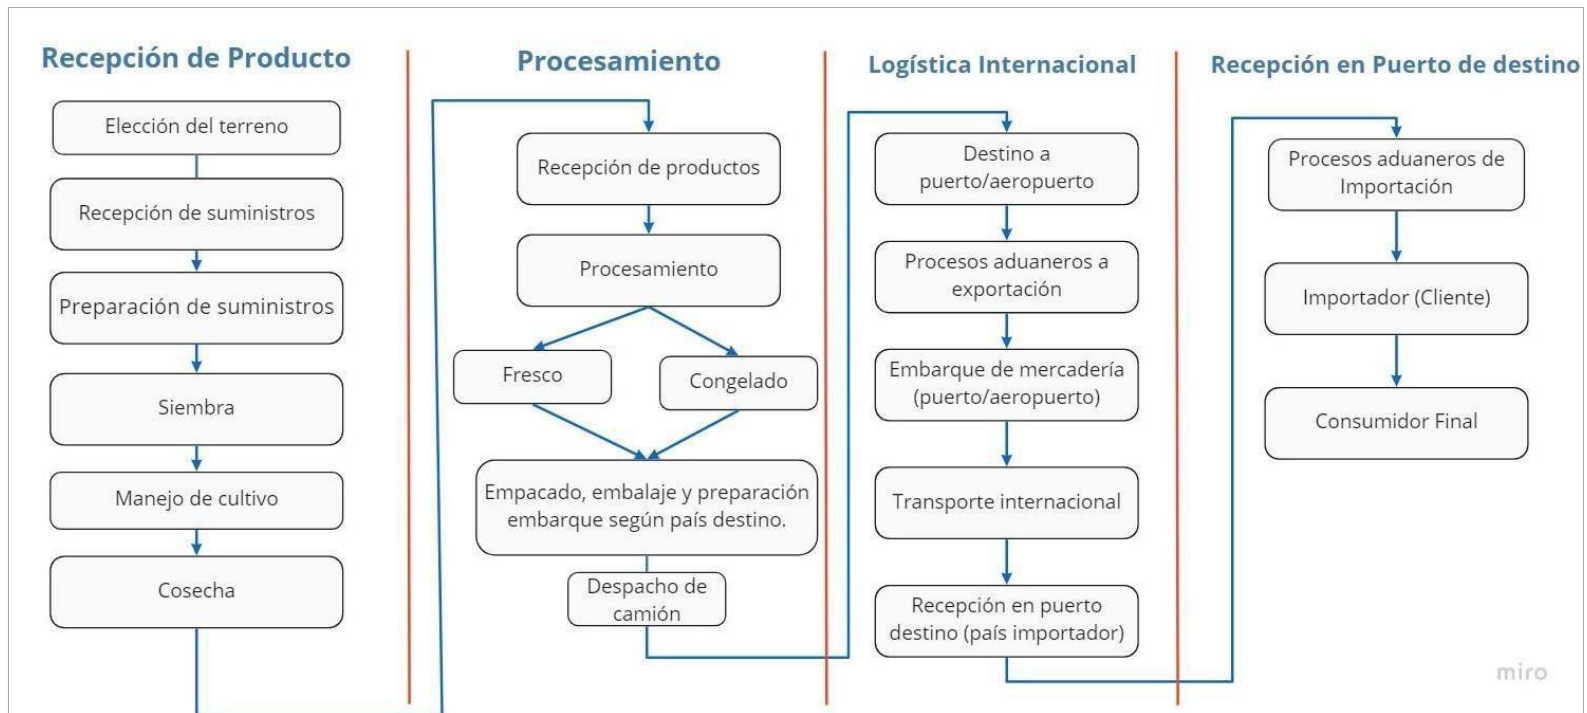 Recepción de Producto
Elección del terreno
Recepción de suministros
Preparación de suministros
Siembra
Manejo de cultivo
Cosecha
Procesamiento
Recepción de productos
Procesamiento
Fresco
Congelado
Empacado, embalaje y preparación
embarque según país destino.
Despacho de
camión
Logística Internacional
Destino a
puerto/aeropuerto
Procesos aduaneros a
exportación
Embarque de mercadería
(puerto/aeropuerto)
Transporte internacional
Recepción en puerto
destino (país importador)
Recepción en Puerto de destino
Procesos aduaneros de
Importación
Importador (Cliente)
Consumidor Final
miro